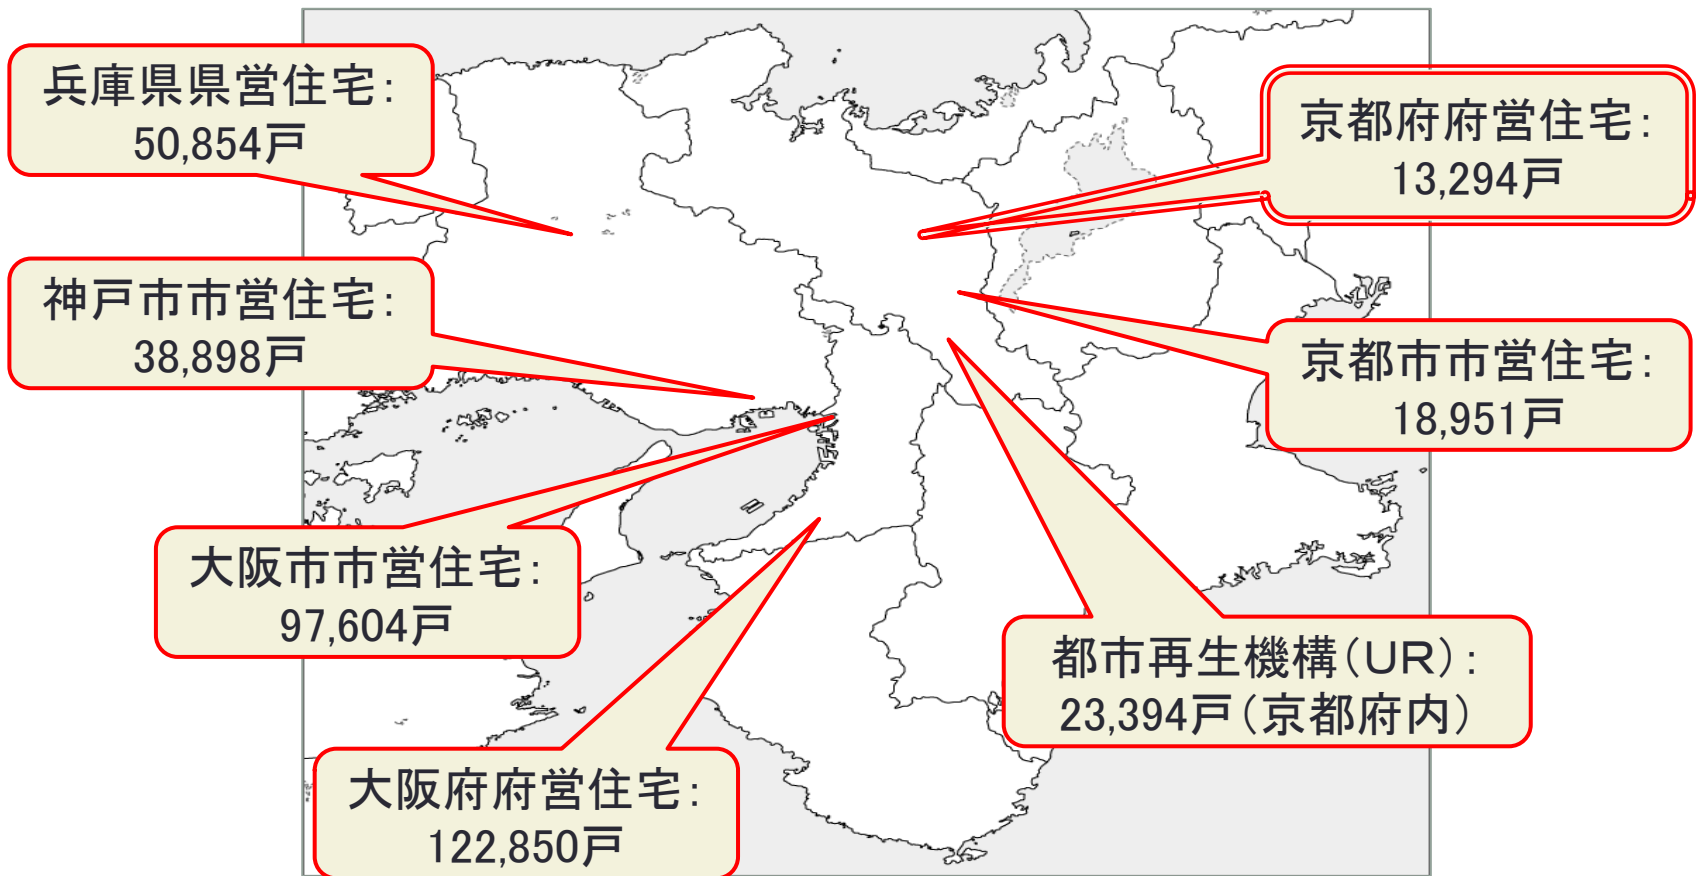 兵庫県県営住宅：
50,854戸
京都府府営住宅：
13,294戸
神戸市市営住宅：
38,898戸
京都市市営住宅：
18,951戸
大阪市市営住宅：
97,604戸
都市再生機構（ＵＲ）：
23,394戸（京都府内）
大阪府府営住宅：
122,850戸